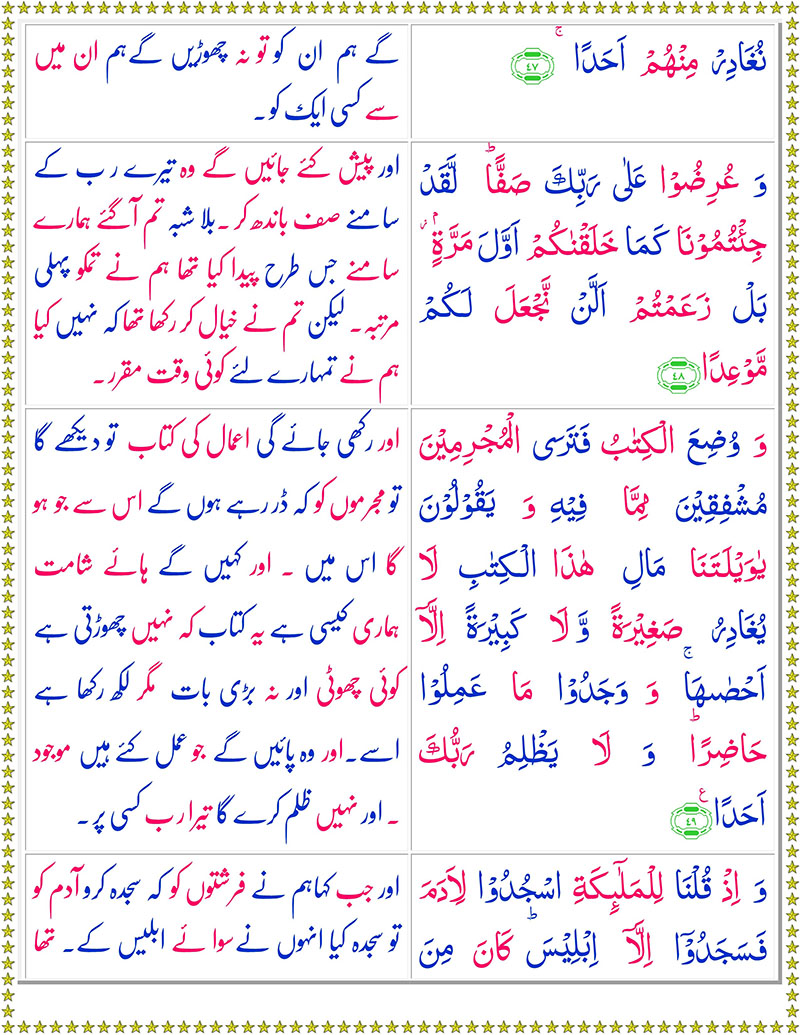 نُغَادِرْ مِنْهُمْ اَحَدًا ۚ ﴿۴۷﴾
گے ہم ان کو تو نہ چھوڑیں گے ہم ان میں
سے کسی ایک کو۔
وَ عُرِضُوْا عَلٰی رَبِّكَ صَفًّا ؕ لَقَدْ
جِئْتُمُوْنَا كَمَا خَلَقْنٰكُمْ اَوَّلَ مَرَّةٍۭ ؗ
بَلْ زَعَمْتُمْ اَلَّنْ نَّجْعَلَ لَكُمْ
مَّوْعِدًا ﴿۴۸﴾
اور پیش کئے جائیں گے وہ تیرے رب کے
سامنے صف باندھ کر ۔ بلا شبہ تم آگئے ہمارے
سامنے جس طرح پیدا کیا تھا ہم نے تمکو پہلی
مرتبہ ۔ لیکن تم نے خیال کر رکھا تھا کہ نہیں کیا
ہم نے تمہارے لئے کوئی وقت مقرر ۔
وَ وُضِعَ الْكِتٰبُ فَتَرَی الْمُجْرِمِيْنَ
مُشْفِقِيْنَ مِمَّا فِيْهِ وَ يَقُوْلُوْنَ
يٰوَيْلَتَنَا مَالِ هٰذَا الْكِتٰبِ لَا
يُغَادِرُ صَغِيْرَةً وَّ لَا كَبِيْرَةً اِلَّاۤ
اَحْصٰىهَا ۚ وَ وَجَدُوْا مَا عَمِلُوْا
حَاضِرًا ؕ وَ لَا يَظْلِمُ رَبُّكَ
اَحَدًا ﴿۴۹﴾ ع
اور رکھی جائے گی اعمال کی کتاب تو دیکھے گا
تو مجرموں کو کہ ڈر رہے ہوں گے اس سے جو ہو
گا اس میں ۔ اور کہیں گے ہائے شامت
ہماری کیسی ہے یہ کتاب کہ نہیں چھوڑتی ہے
کوئی چھوٹی اور نہ بڑی بات مگر لکھ رکھا ہے
اسے۔ اور وہ پائیں گے جو عمل کئے ہیں موجود
۔ اور نہیں ظلم کرے گا تیرا رب کسی پر ۔
وَ اِذْ قُلْنَا لِلْمَلٰٓىِٕكَةِ اسْجُدُوْا لِاٰدَمَ
فَسَجَدُوْۤا اِلَّاۤ اِبْلِيْسَ ؕ كَانَ مِنَ
اور جب کہا ہم نے فرشتوں کو کہ سجدہ کرو آدم کو
تو سجدہ کیا انہوں نے سوائے ابلیس کے۔ تھا